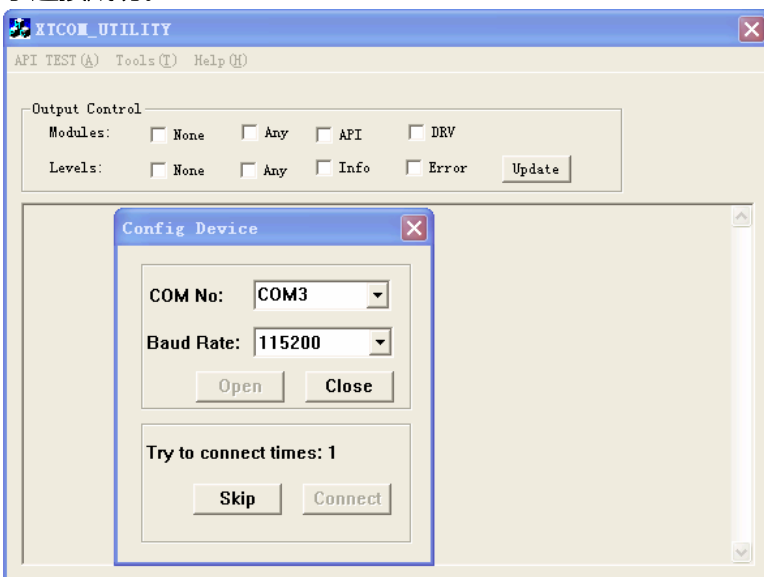 XTCOM_UTILITY
API TEST(A) Tools(T) Help(H)
Output Control
Modules: None Any API DRV
Levels: None Any Info Error Update
Config Device
COM No: COM3
Baud Rate: 115200
Open Close
Try to connect times: 1
Skip Connect